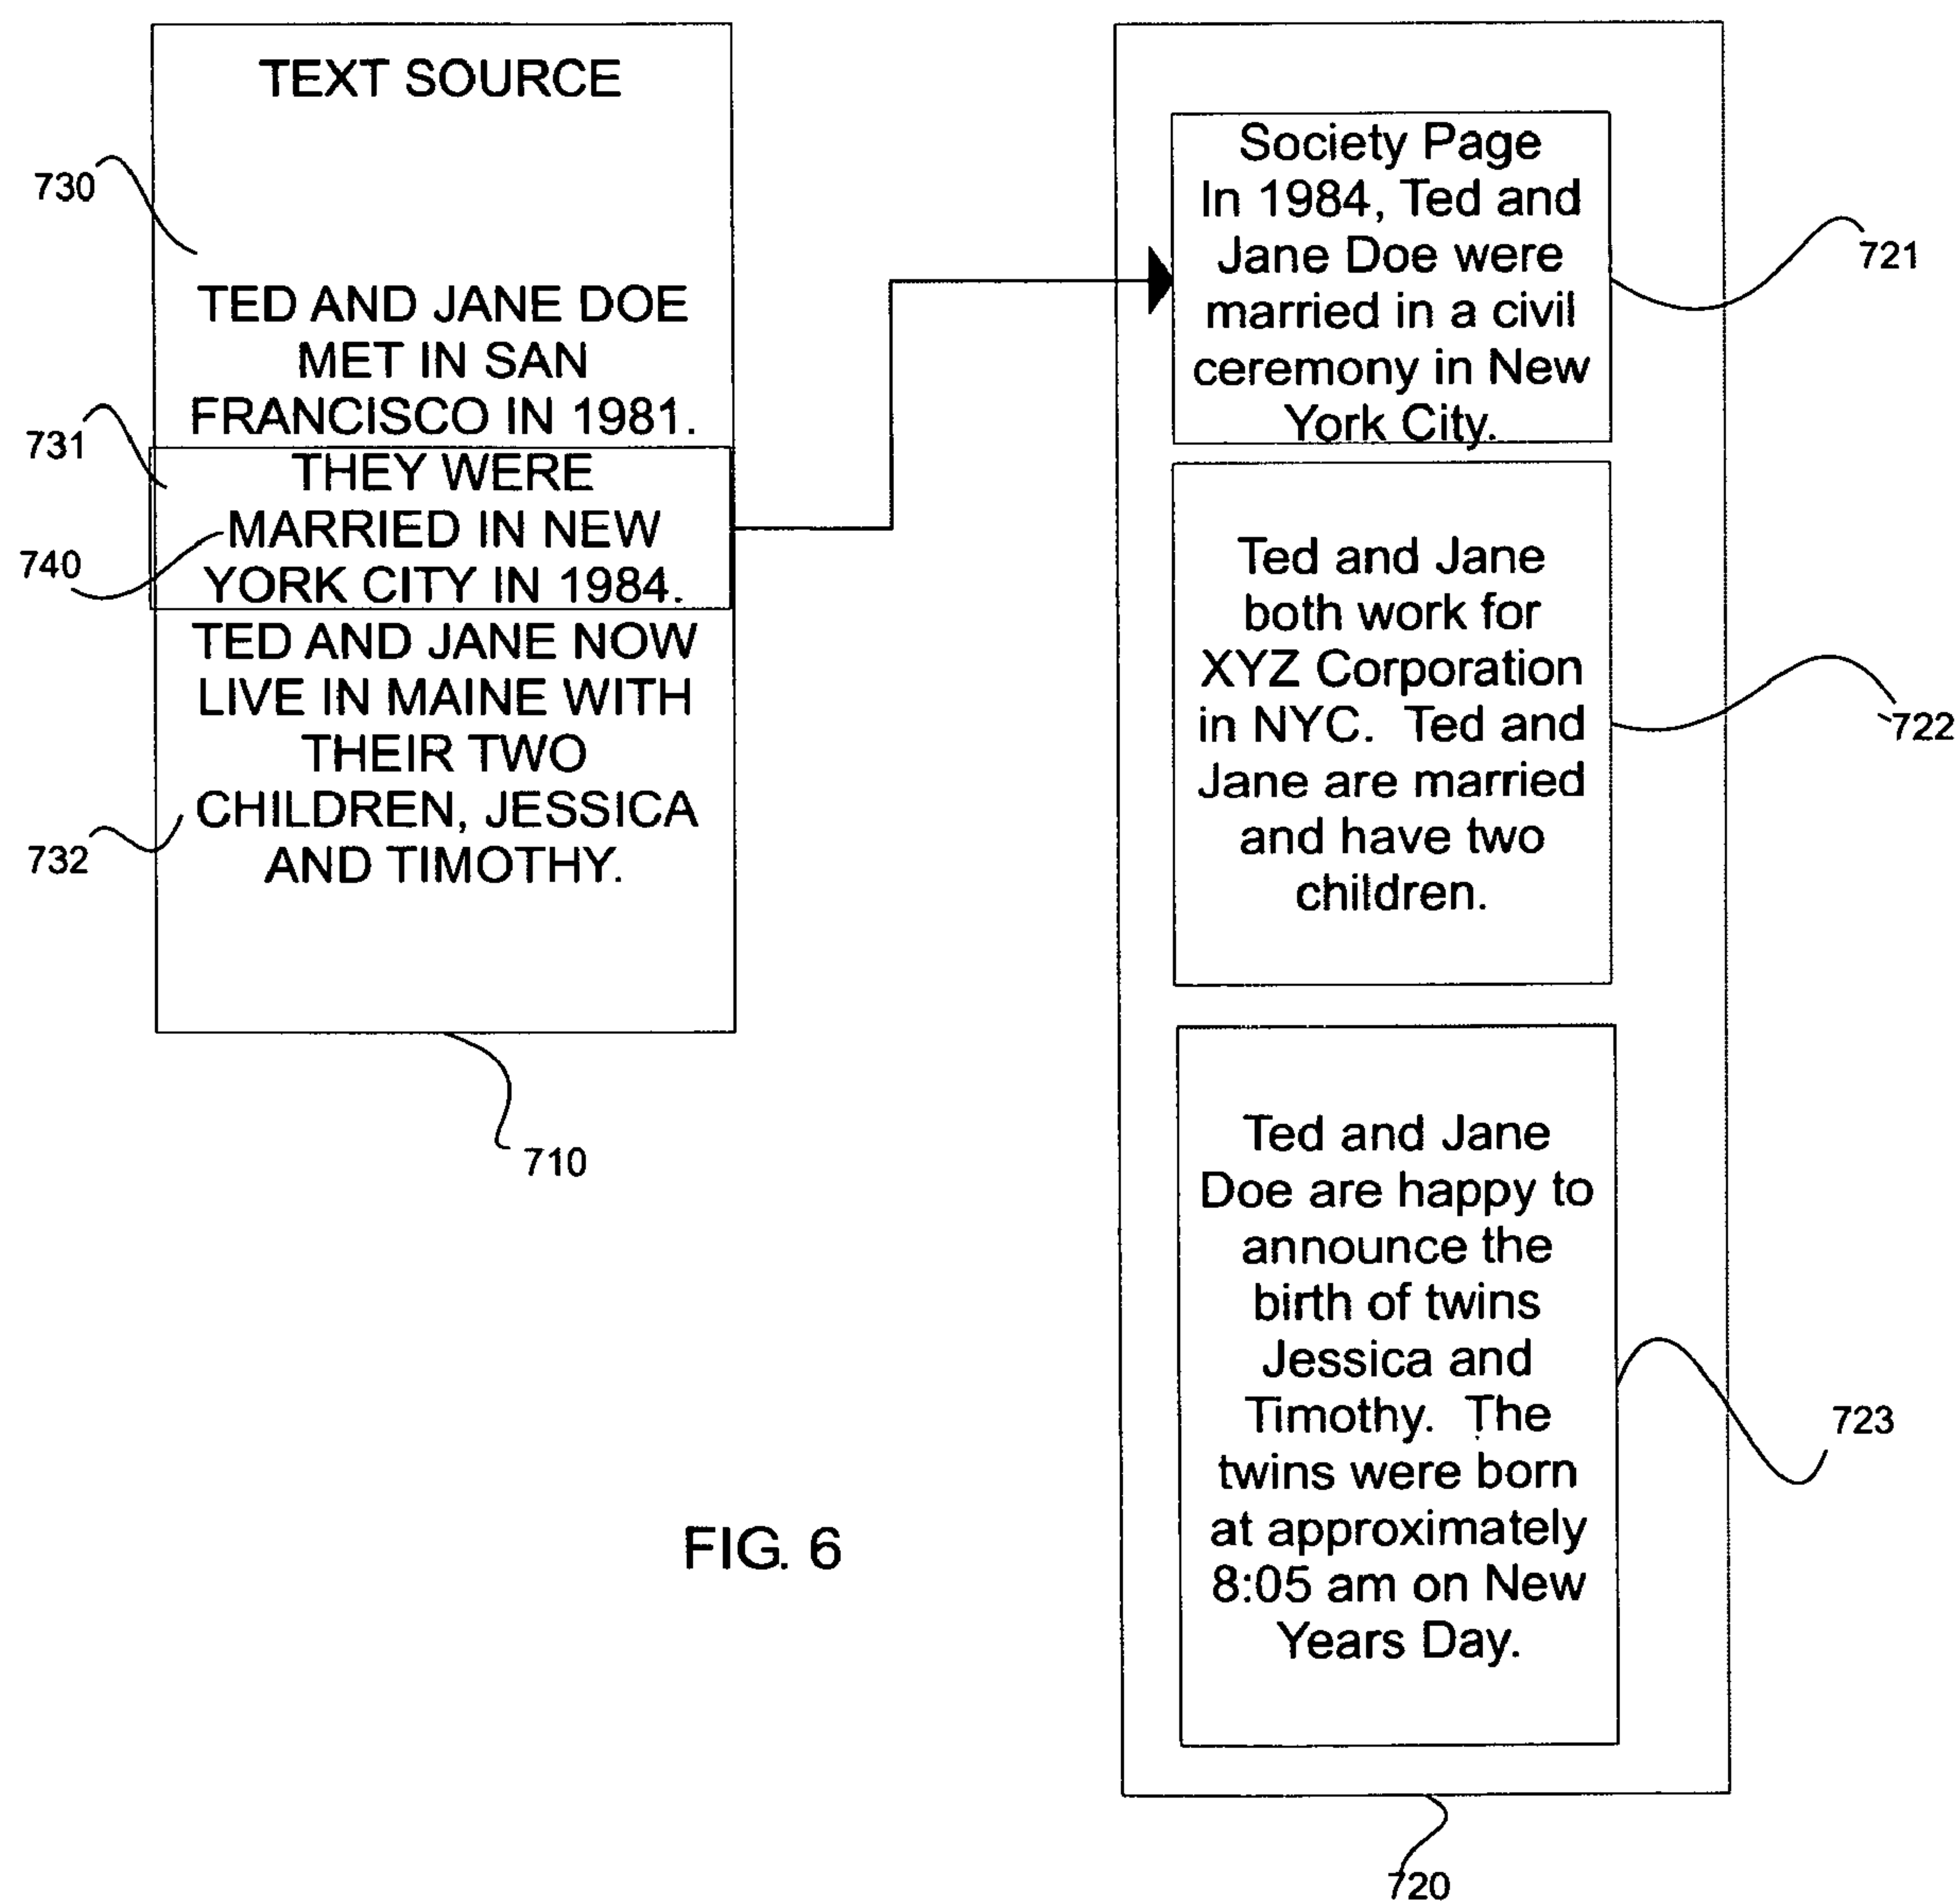 TEXT SOURCE
730
TED AND JANE DOE
MET IN SAN
FRANCISCO IN 1981.
731
THEY WERE
MARRIED IN NEW
YORK CITY IN 1984.
740
TED AND JANE NOW
LIVE IN MAINE WITH
THEIR TWO
CHILDREN, JESSICA
AND TIMOTHY.
732
710
Society Page
In 1984, Ted and
Jane Doe were
married in a civil
ceremony in New
York City.
721
Ted and Jane
both work for
XYZ Corporation
in NYC. Ted and
Jane are married
and have two
children.
722
Ted and Jane
Doe are happy to
announce the
birth of twins
Jessica and
Timothy. The
twins were born
at approximately
8:05 am on New
Years Day.
723
720
FIG. 6